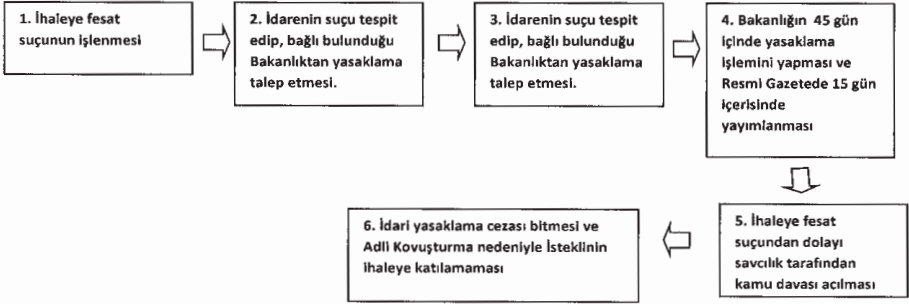 1. İhaleye fesat
suçunun işlenmesi
2. İdarenin suçu tespit
edip, bağlı bulunduğu
Bakanlıktan yasaklama
talep etmesi.
3. İdarenin suçu tespit
edip, bağlı bulunduğu
Bakanlıktan yasaklama
talep etmesi.
4. Bakanlığın 45 gün
içinde yasaklama
işlemini yapması ve
Resmi Gazetede 15 gün
içerisinde
yayımlanması
5. İhaleye fesat
suçundan dolayı
savcılık tarafından
kamu davası açılması
6. İdari yasaklama cezası bitmesi ve
Adli Kovuşturma nedeniyle İsteklinin
ihaleye katılamaması